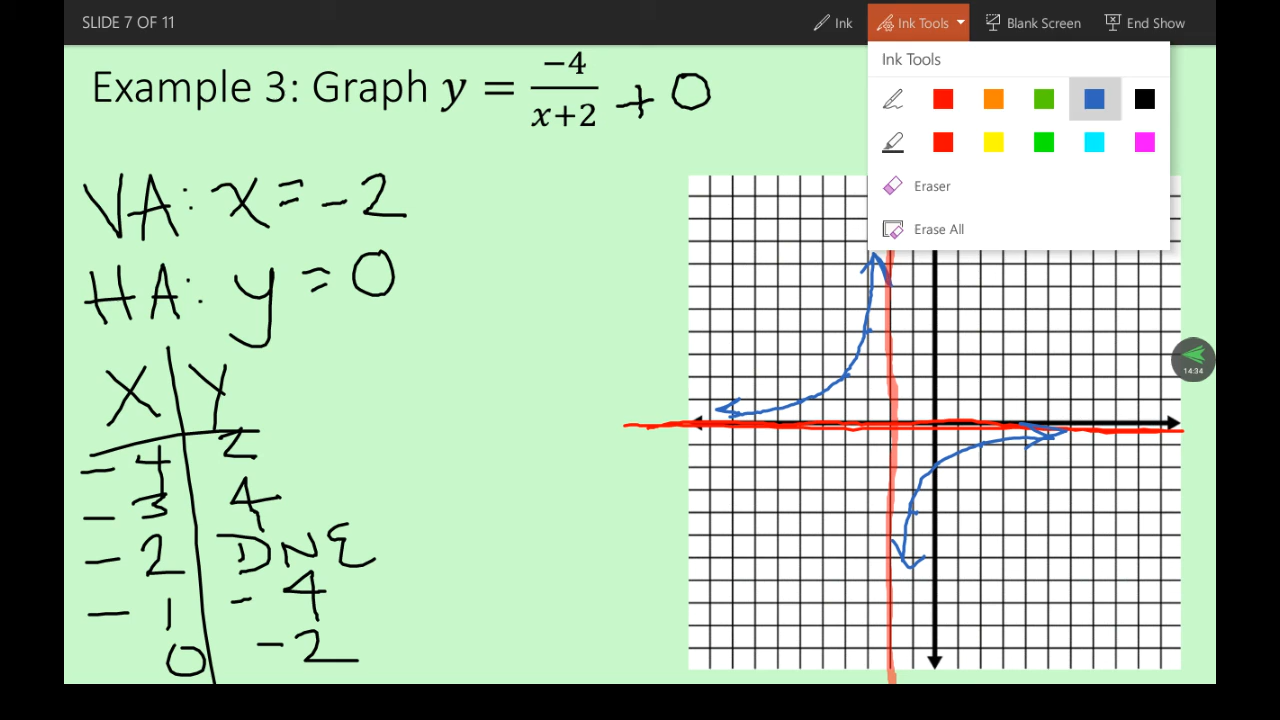 SLIDE 7 OF 11
Ink
Ink Tools
Blank Screen
End Show
Ink Tools
Eraser
Erase All
Example 3: Graph y = -4/(x+2) + 0
VA: x = -2
HA: y = 0
X Y
-4 2
-3 4
-2 DNE
-1 -4
0 -2
14:34